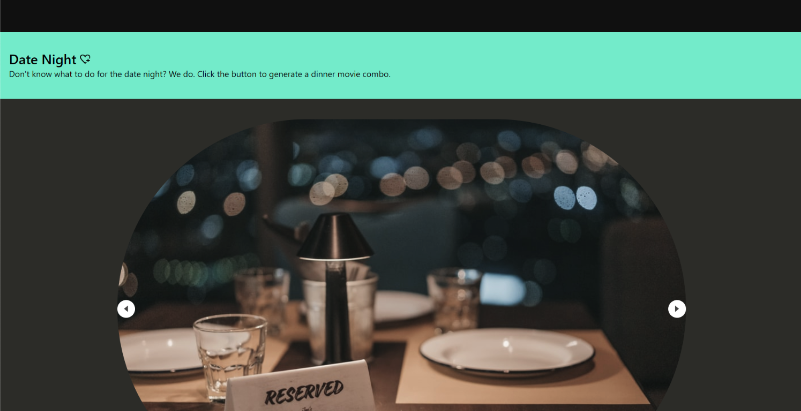 Date Night
Don't know what to do for the date night? We do. Click the button to generate a dinner movie combo.
RESERVED